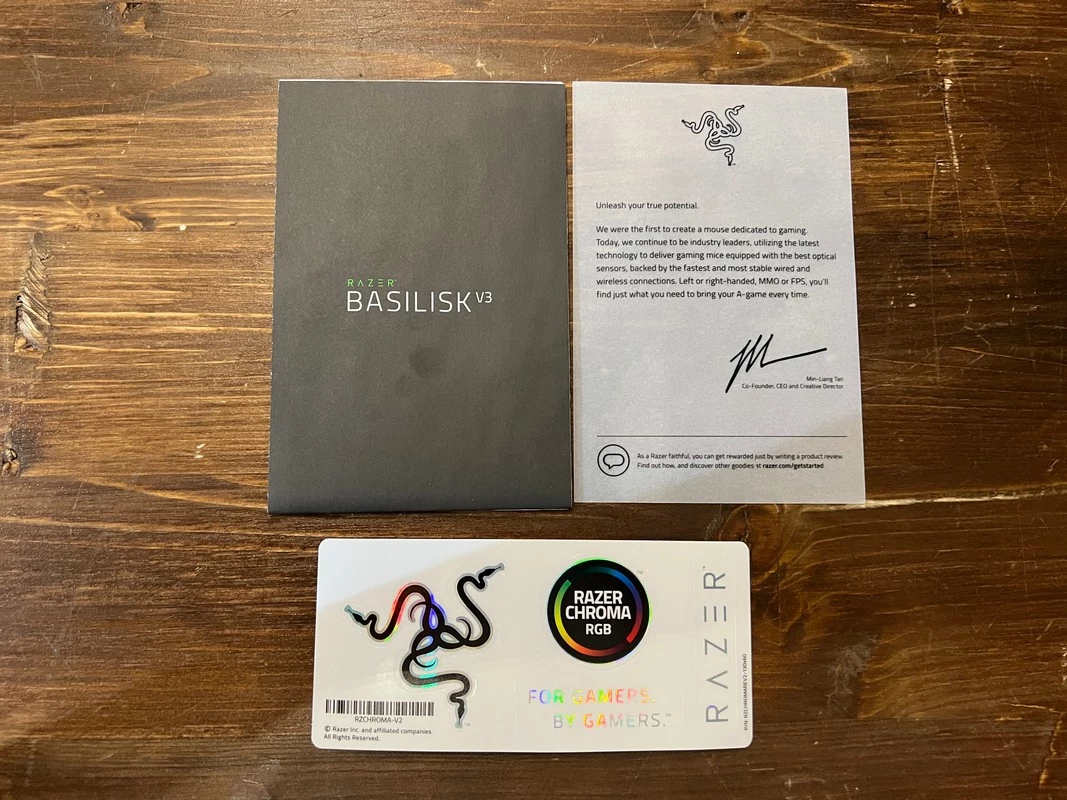 RAZER™
BASILISK V3
Unleash your true potential.
We were the first to create a mouse dedicated to gaming.
Today, we continue to be industry leaders, utilizing the latest
technology to deliver gaming mice equipped with the best optical
sensors, backed by the fastest and most stable wired and
wireless connections. Left or right-handed, MMO or FPS, you'll
find just what you need to bring your A-game every time.
Min-Liang Tan
Co-Founder, CEO and Creative Director
As a Razer faithful, you can get rewarded just by writing a product review.
Find out how, and discover other goodies at razer.com/getstarted
RZCHROMA-V2
© Razer Inc. and affiliated companies.
All Rights Reserved.
RAZER
CHROMA
RGB
FOR GAMERS.
BY GAMERS.™
RAZER™